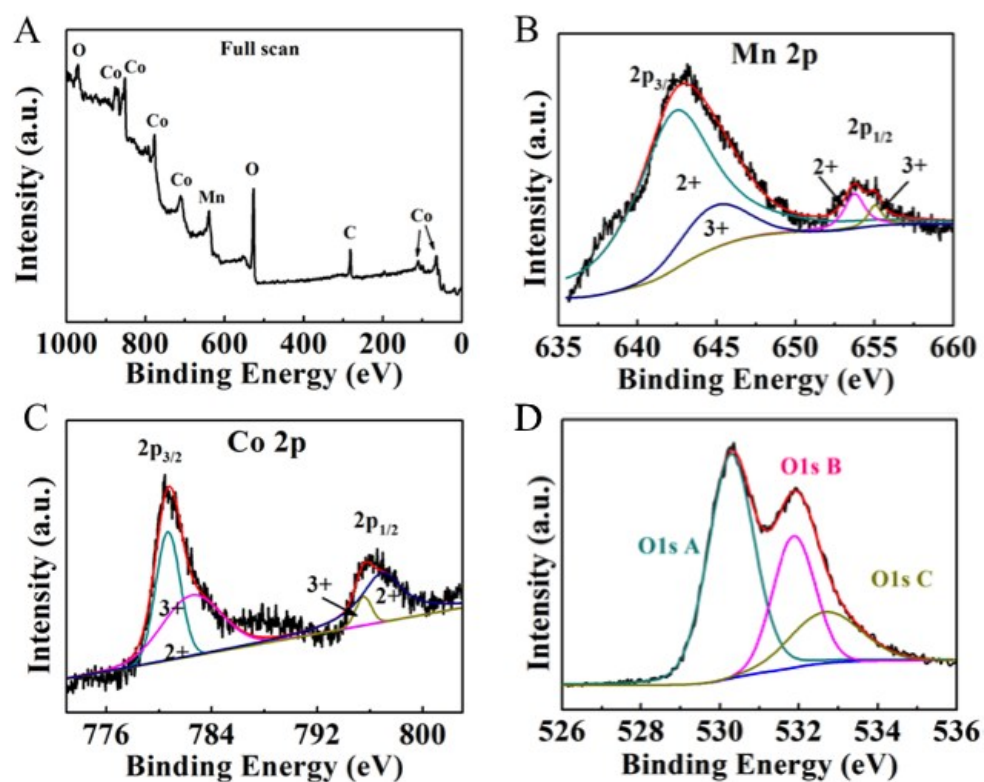 A
Full scan
O
Co
Co
Co
Co
Mn
O
C
Co
Intensity (a.u.)
1000 800 600 400 200 0
Binding Energy (eV)
B
Mn 2p
2p3/2
2p1/2
2+
3+
2+
3+
Intensity (a.u.)
635 640 645 650 655 660
Binding Energy (eV)
C
Co 2p
2p3/2
2p1/2
3+
2+
3+
2+
Intensity (a.u.)
776 784 792 800
Binding Energy (eV)
D
O1s B
O1s A
O1s C
Intensity (a.u.)
526 528 530 532 534 536
Binding Energy (eV)